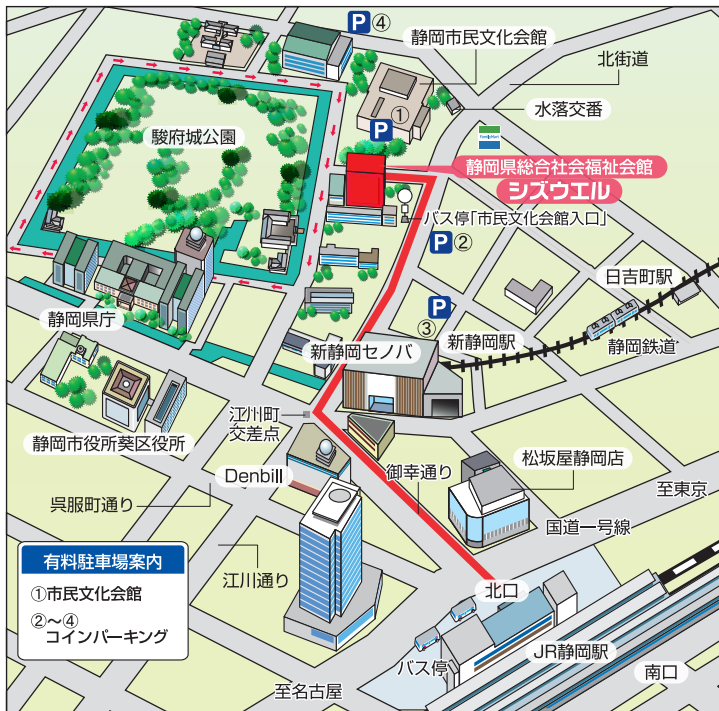 P④
静岡市民文化会館
北街道
①
P
水落交番
駿府城公園
FamilyMart
静岡県総合社会福祉会館
シズウエル
バス停「市民文化会館入口」
P②
日吉町駅
P
③
静岡県庁
新静岡セノバ
新静岡駅
静岡鉄道
江川町
交差点
静岡市役所葵区役所
御幸通り
松坂屋静岡店
Denbill
至東京
呉服町通り
国道一号線
有料駐車場案内
①市民文化会館
②～④
コインパーキング
江川通り
北口
JR静岡駅
バス停
南口
至名古屋